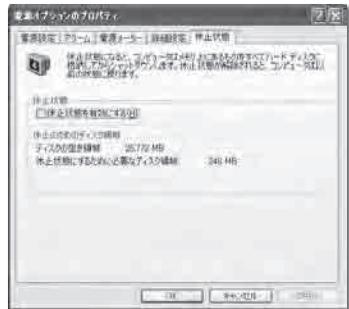 電源オプションのプロパティ
電源設定 アラーム 電源メーター 詳細設定 休止状態
休止状態になると、コンピュータはメモリ上にあるものをすべてハード ディスクに
格納してからシャットダウンします。休止状態が解除されると、コンピュータは以
前の状態に戻ります。
休止状態
休止状態を有効にする(H)
休止のためのディスク領域
ディスクの空き領域 25,772 MB
休止状態にするために必要なディスク領域
OK キャンセル